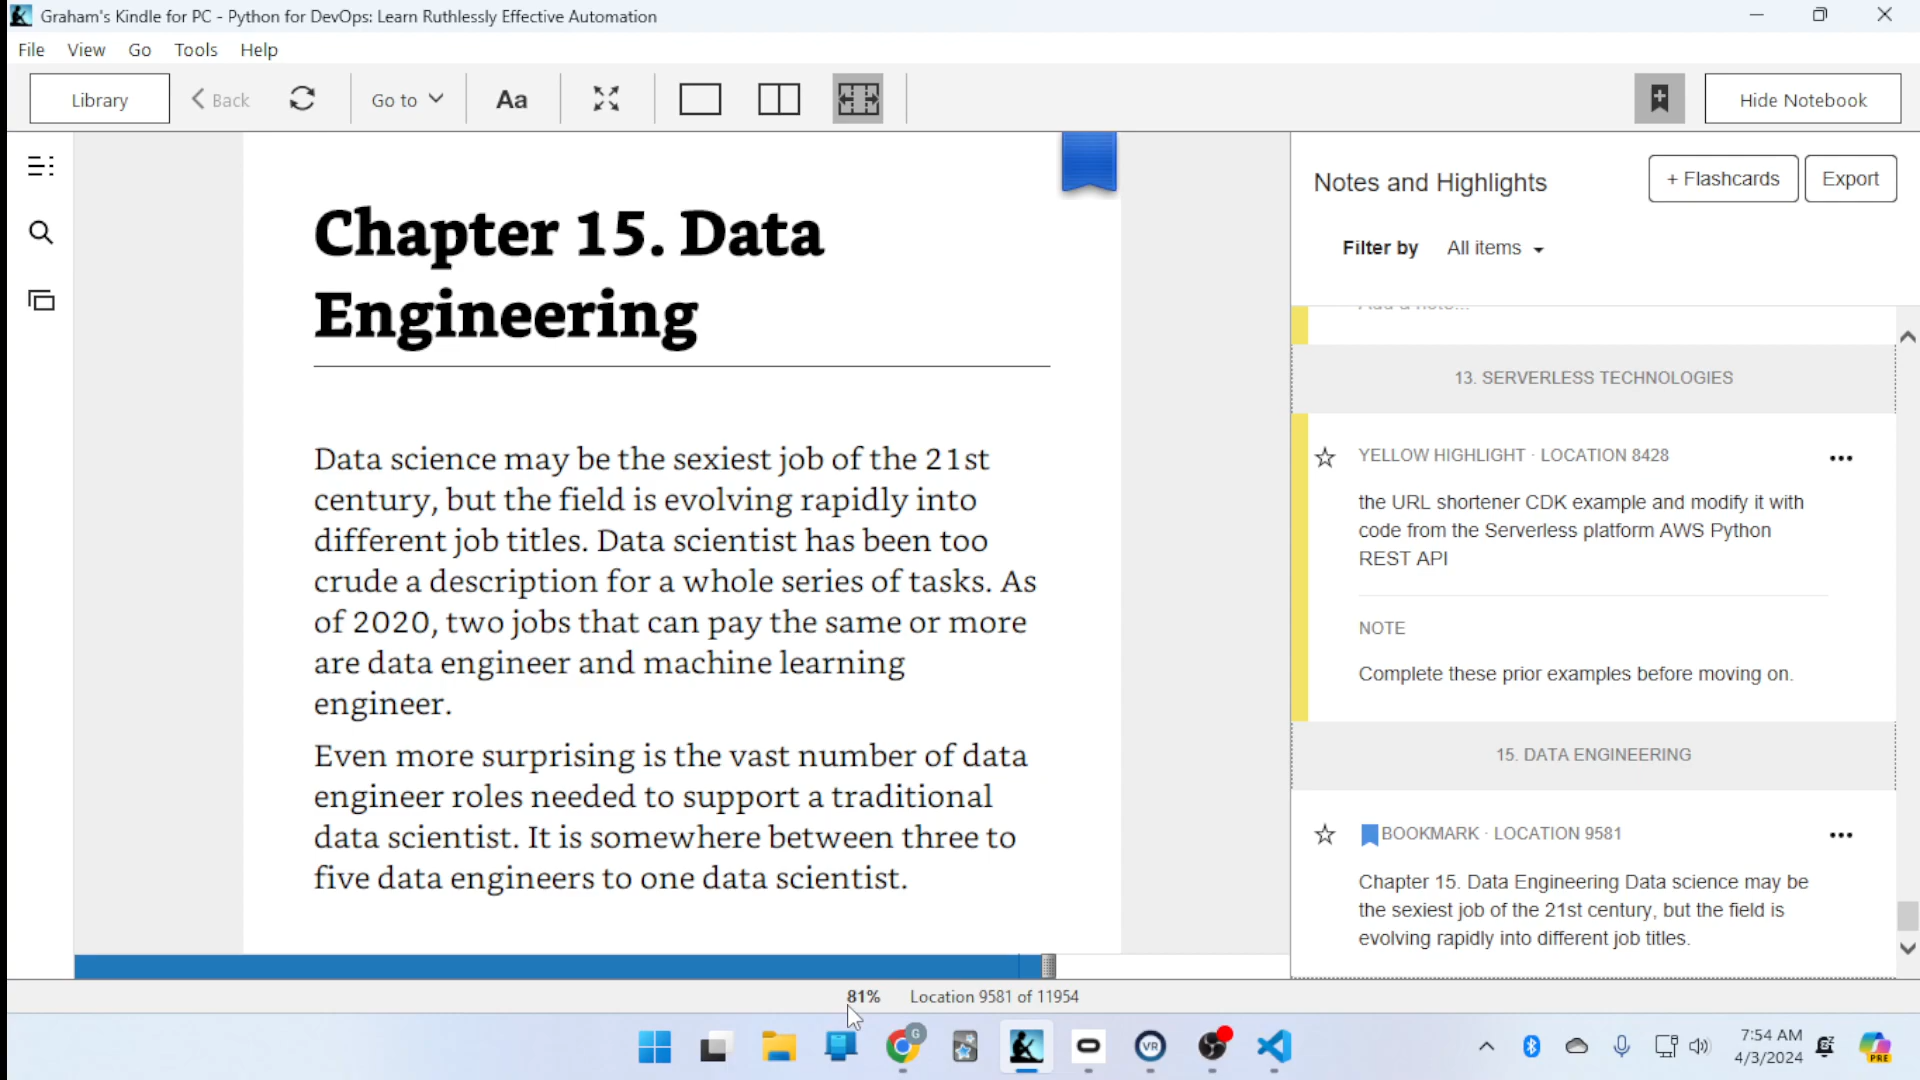 Graham's Kindle for PC - Python for DevOps: Learn Ruthlessly Effective Automation
File View Go Tools Help
Library Back Go to Aa Hide Notebook
Notes and Highlights + Flashcards Export
Filter by All items
Chapter 15. Data
Engineering
Data science may be the sexiest job of the 21st
century, but the field is evolving rapidly into
different job titles. Data scientist has been too
crude a description for a whole series of tasks. As
of 2020, two jobs that can pay the same or more
are data engineer and machine learning
engineer.
Even more surprising is the vast number of data
engineer roles needed to support a traditional
data scientist. It is somewhere between three to
five data engineers to one data scientist.
13. SERVERLESS TECHNOLOGIES
YELLOW HIGHLIGHT · LOCATION 8428
the URL shortener CDK example and modify it with
code from the Serverless platform AWS Python
REST API
NOTE
Complete these prior examples before moving on.
15. DATA ENGINEERING
BOOKMARK · LOCATION 9581
Chapter 15. Data Engineering Data science may be
the sexiest job of the 21st century, but the field is
evolving rapidly into different job titles.
81% Location 9581 of 11954
G
VR
7:54 AM
4/3/2024
PRE